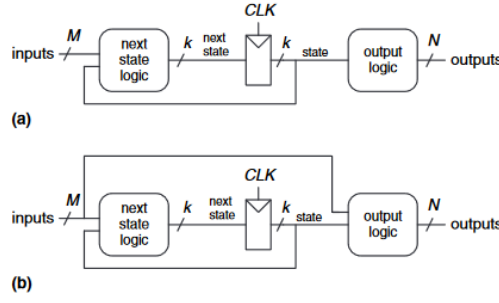 CLK
M next k next k N
inputs state state state output outputs
logic logic
(a)
CLK
M next k next k N
inputs state state state output outputs
logic logic
(b)